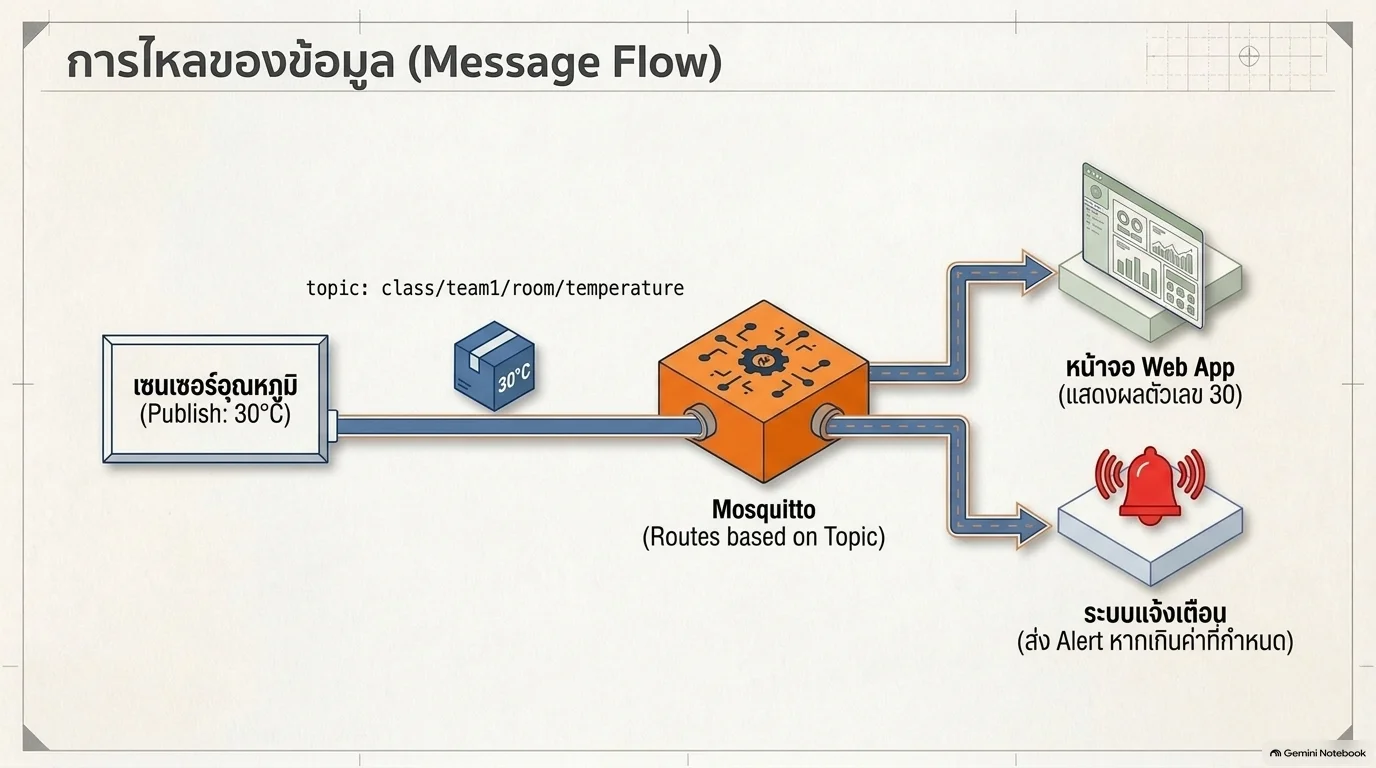 การไหลของข้อมูล (Message Flow)
topic: class/team1/room/temperature
เซนเซอร์อุณหภูมิ
(Publish: 30°C)
30°C
Mosquitto
(Routes based on Topic)
หน้าจอ Web App
(แสดงผลตัวเลข 30)
ระบบแจ้งเตือน
(ส่ง Alert หากเกินค่าที่กำหนด)
Gemini Notebook